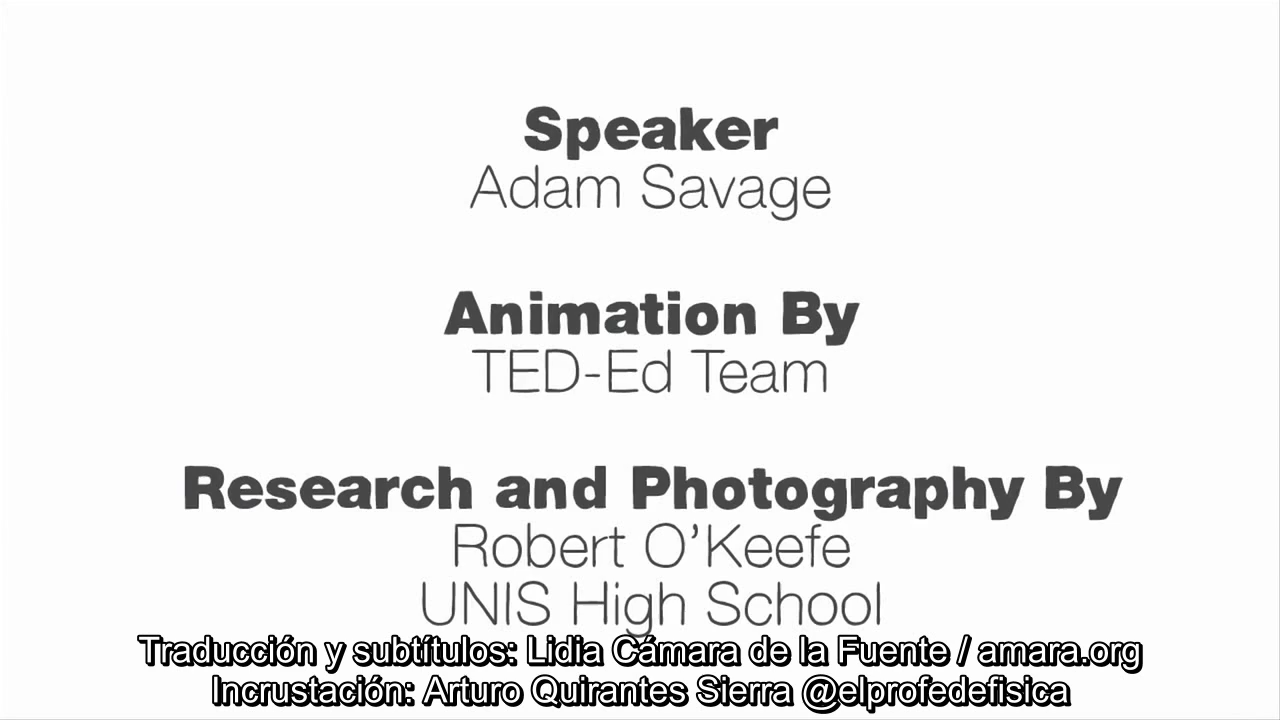 Speaker
Adam Savage
Animation By
TED-Ed Team
Research and Photography By
Robert O’Keefe
UNIS High School
Traducción y subtítulos: Lidia Cámara de la Fuente / amara.org
Incrustación: Arturo Quirantes Sierra @elprofedefisica